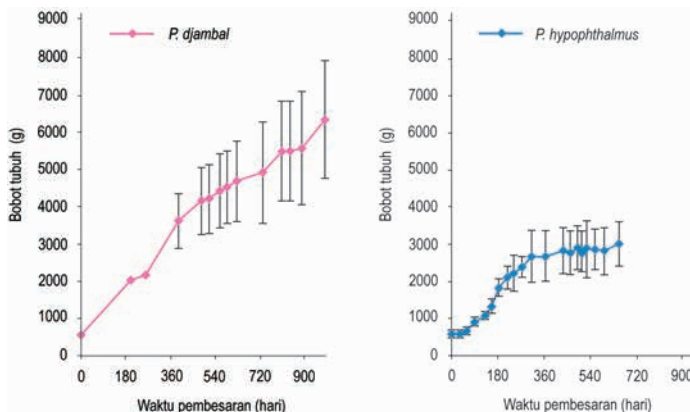 P. djambal
9000
8000
7000
6000
5000
4000
3000
2000
1000
0
Bobot tubuh (g)
0 180 360 540 720 900
Waktu pembesaran (hari)
P. hypophthalmus
9000
8000
7000
6000
5000
4000
3000
2000
1000
0
Bobot tubuh (g)
0 180 360 540 720 900
Waktu pembesaran (hari)